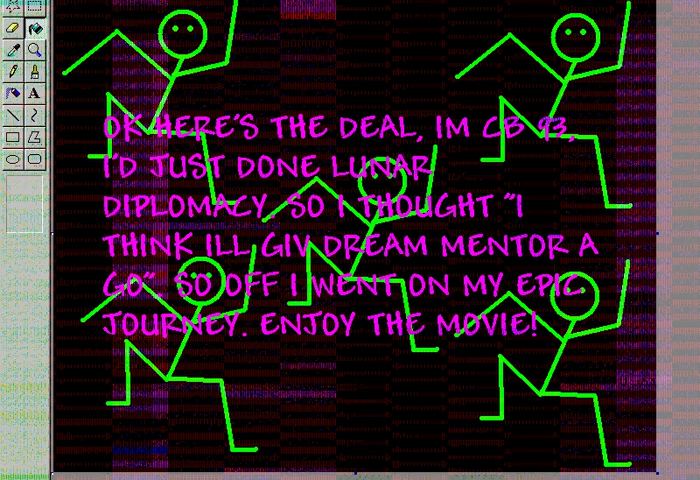 OK HERE'S THE DEAL, IM CB 93,
I'D JUST DONE LUNAR
DIPLOMACY, SO I THOUGHT "I
THINK ILL GIV DREAM MENTOR A
GO" SO OFF I WENT ON MY EPIC
JOURNEY. ENJOY THE MOVIE!